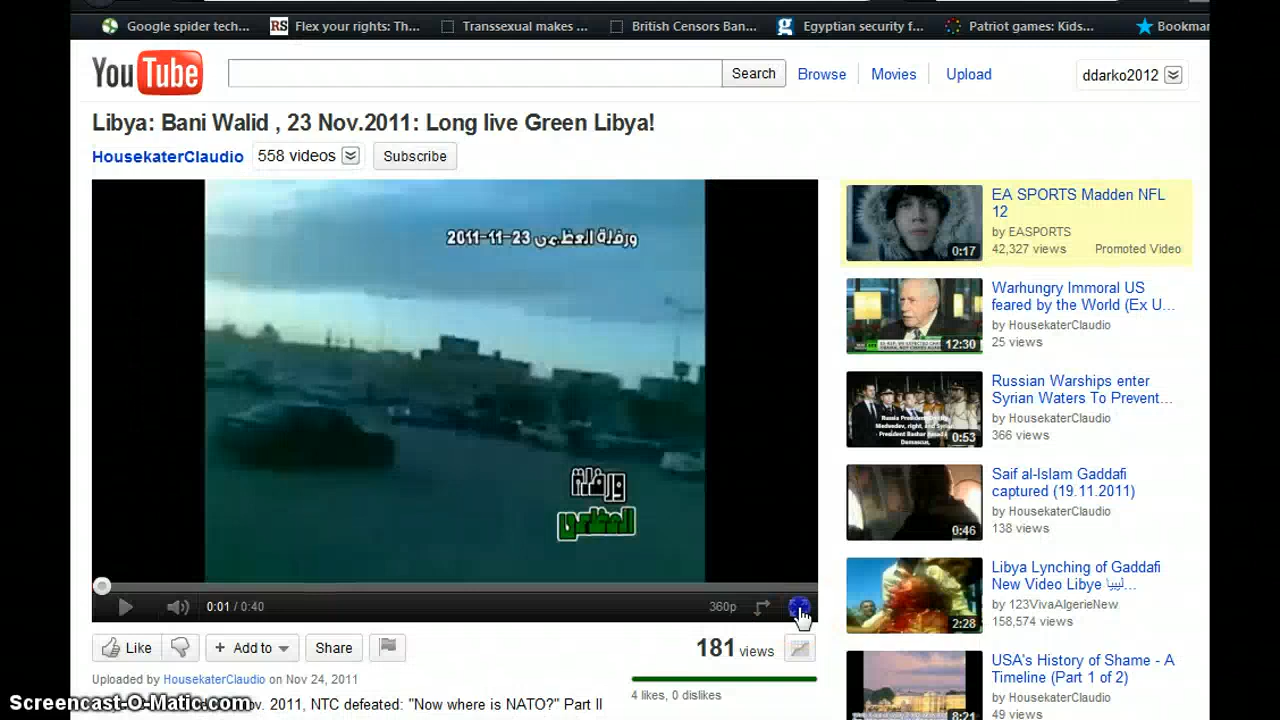 Google spider tech...
RS
Flex your rights: Th...
Transsexual makes ...
British Censors Ban...
g
Egyptian security f...
Patriot games: Kids...
Bookmar
YouTube
Search
Browse
Movies
Upload
ddarko2012
Libya: Bani Walid , 23 Nov.2011: Long live Green Libya!
HousekaterClaudio
558 videos
Subscribe
ورفلة العظمى 23-11-2011
ورفلة
العظمى
0:01 / 0:40
360p
Like
+ Add to
Share
181 views
Uploaded by HousekaterClaudio on Nov 24, 2011
4 likes, 0 dislikes
ov. 2011, NTC defeated: "Now where is NATO?" Part II
EA SPORTS Madden NFL
12
by EASPORTS
42,327 views
Promoted Video
0:17
Warhungry Immoral US
feared by the World (Ex U...
by HousekaterClaudio
25 views
12:30
Russian Warships enter
Syrian Waters To Prevent...
by HousekaterClaudio
366 views
0:53
Saif al-Islam Gaddafi
captured (19.11.2011)
by HousekaterClaudio
138 views
0:46
Libya Lynching of Gaddafi
New Video Libye ليبيا...
by 123VivaAlgerieNew
158,574 views
2:28
USA's History of Shame - A
Timeline (Part 1 of 2)
by HousekaterClaudio
49 views
8:21
Screencast-O-Matic.com